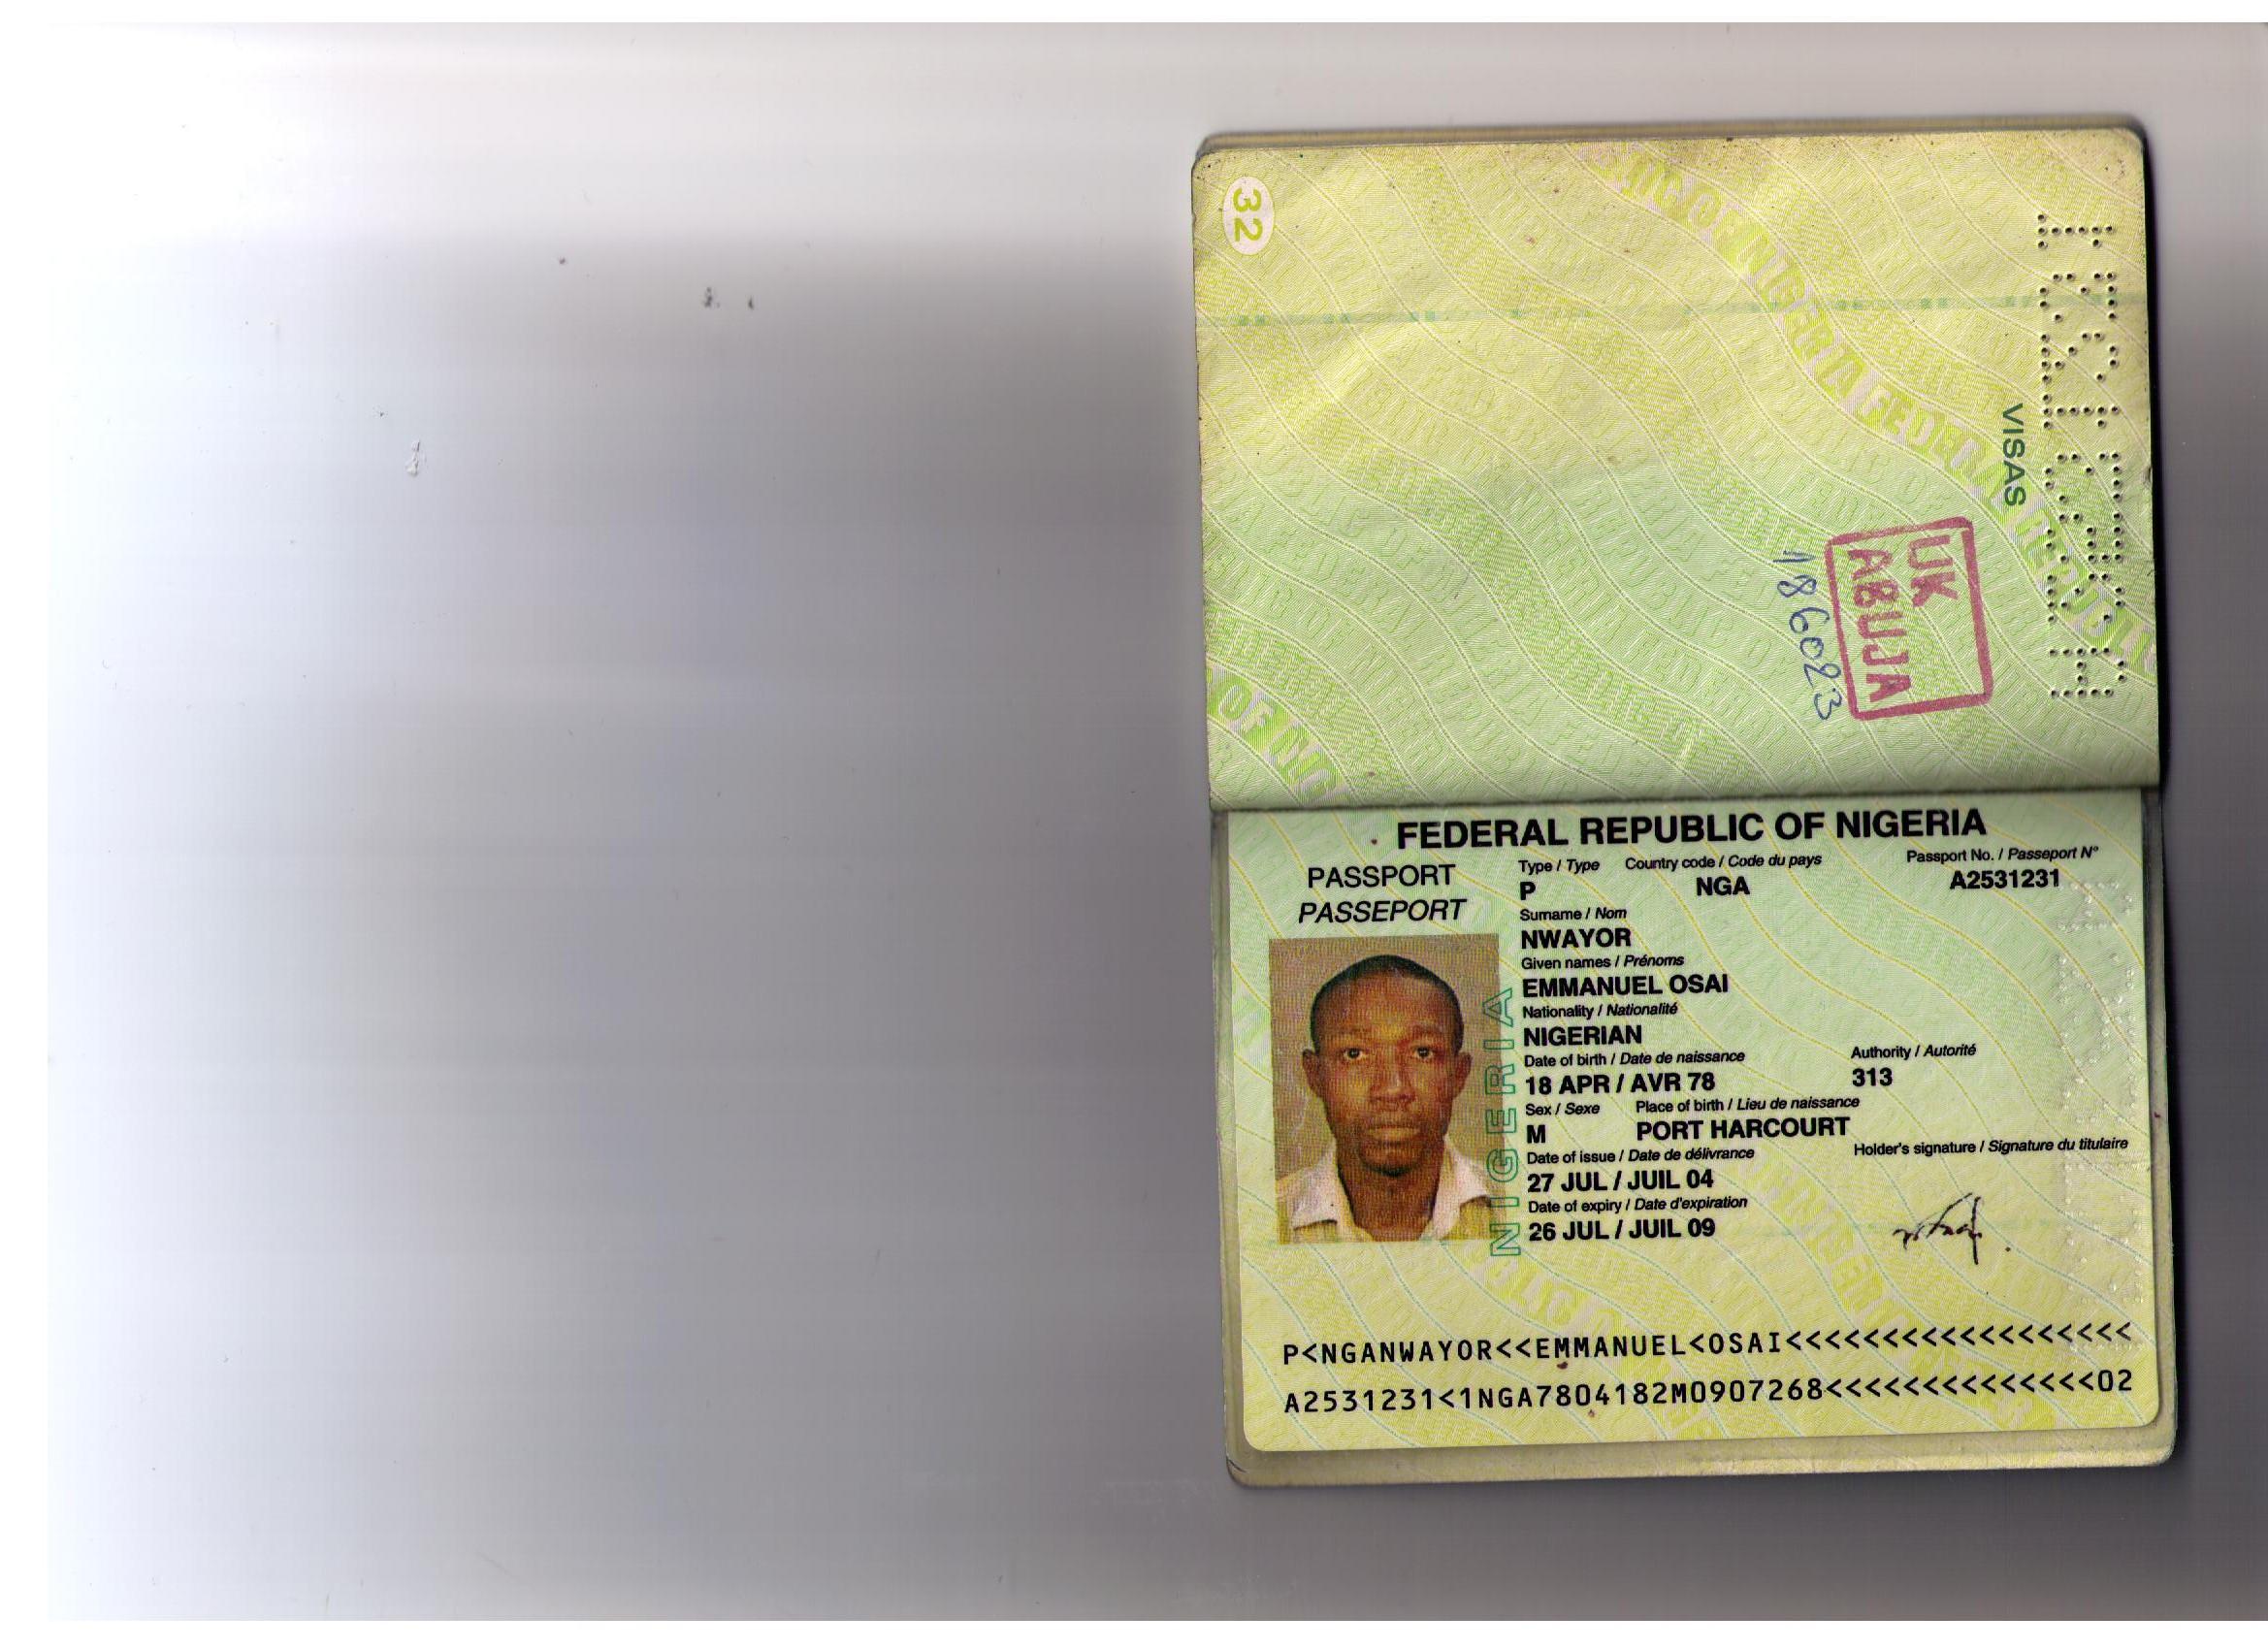 32
VISAS
UK
ABUJA
186023
FEDERAL REPUBLIC OF NIGERIA
PASSPORT
PASSEPORT
Type / Type Country code / Code du pays Passport No. / Passeport N°
P NGA A2531231
Surname / Nom
NWAYOR
Given names / Prénoms
EMMANUEL OSAI
Nationality / Nationalité
NIGERIAN
Date of birth / Date de naissance Authority / Autorité
18 APR / AVR 78 313
Sex / Sexe Place of birth / Lieu de naissance
M PORT HARCOURT
Date of issue / Date de délivrance Holder's signature / Signature du titulaire
27 JUL / JUIL 04
Date of expiry / Date d'expiration
26 JUL / JUIL 09
NIGERIA
P<NGANWAYOR<<EMMANUEL<OSAI<<<<<<<<<<<<<<<<<<
A2531231<1NGA7804182M0907268<<<<<<<<<<<<<<02